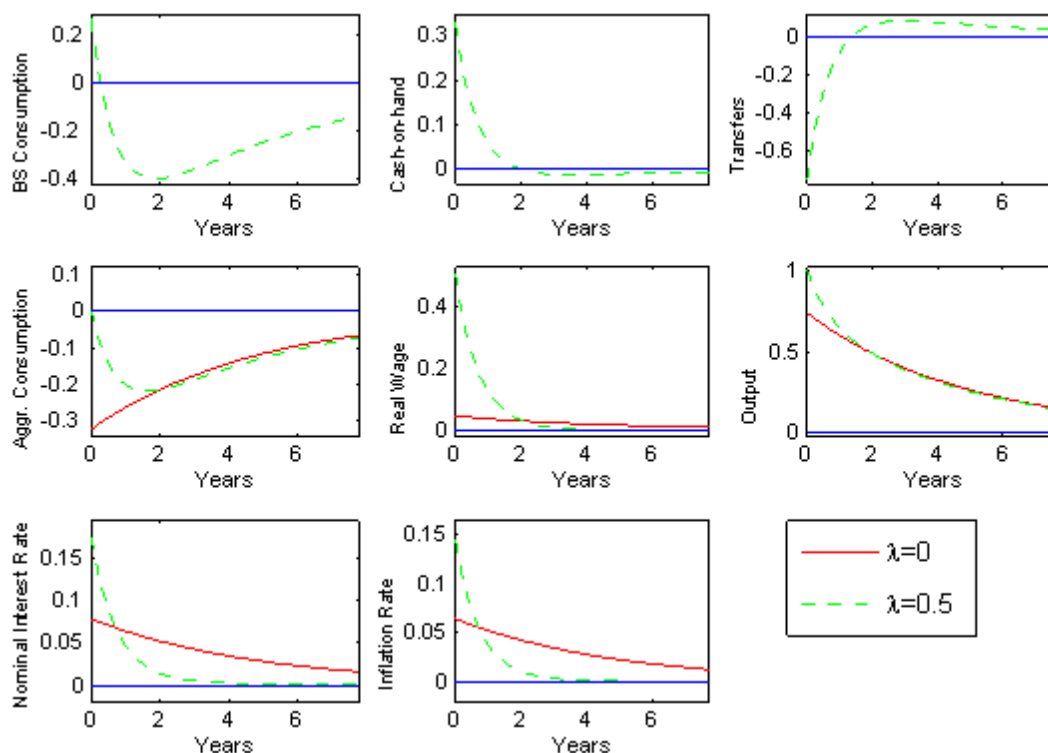 BS Consumption
0.2
0
-0.2
-0.4
0 2 4 6
Years
Cash-on-hand
0.3
0.2
0.1
0
0 2 4 6
Years
Transfers
0
-0.2
-0.4
-0.6
0 2 4 6
Years
Aggr. Consumption
0.1
0
-0.1
-0.2
-0.3
0 2 4 6
Years
Real Wage
0.4
0.2
0
0 2 4 6
Years
Output
1
0.5
0
0 2 4 6
Years
Nominal Interest Rate
0.15
0.1
0.05
0
0 2 4 6
Years
Inflation Rate
0.15
0.1
0.05
0
0 2 4 6
Years
λ=0
λ=0.5